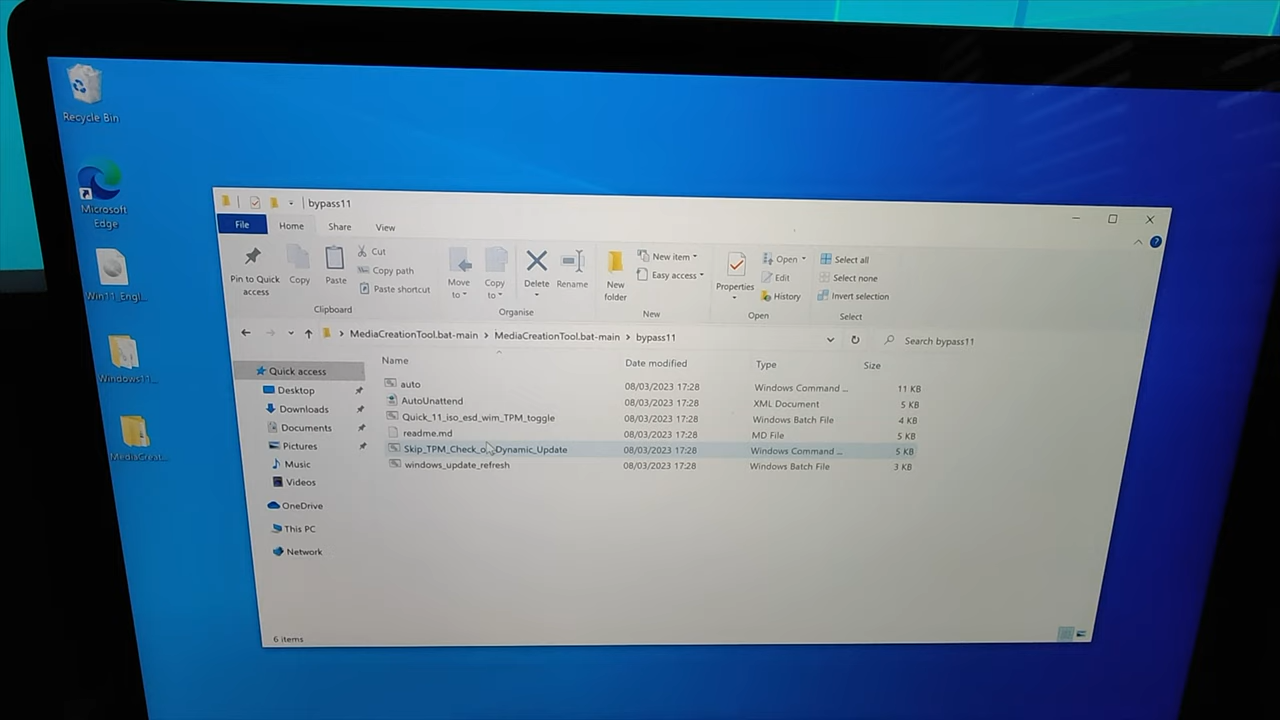 Recycle Bin
Microsoft
Edge
Win11_Engl...
Windows11...
MediaCreat...
bypass11
File
Home
Share
View
Pin to Quick
access
Copy
Paste
Cut
Copy path
Paste shortcut
Clipboard
Move
to
Copy
to
Delete
Rename
Organise
New
folder
New item
Easy access
New
Properties
Open
Edit
History
Open
Select all
Select none
Invert selection
Select
MediaCreationTool.bat-main > MediaCreationTool.bat-main > bypass11
Search bypass11
Quick access
Desktop
Downloads
Documents
Pictures
Music
Videos
OneDrive
This PC
Network
Name Date modified Type Size
auto 08/03/2023 17:28 Windows Command ... 11 KB
AutoUnattend 08/03/2023 17:28 XML Document 5 KB
Quick_11_iso_esd_wim_TPM_toggle 08/03/2023 17:28 Windows Batch File 4 KB
readme.md 08/03/2023 17:28 MD File 5 KB
Skip_TPM_Check_on_Dynamic_Update 08/03/2023 17:28 Windows Command ... 5 KB
windows_update_refresh 08/03/2023 17:28 Windows Batch File 3 KB
6 items